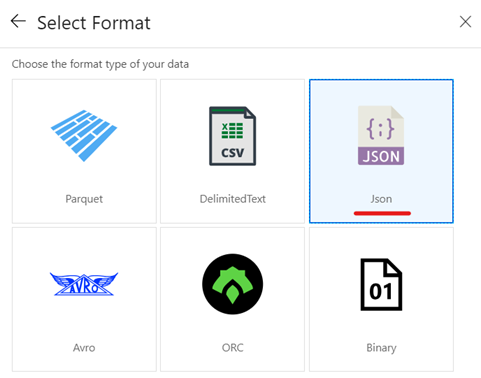 Select Format
Choose the format type of your data
CSV
{;}
JSON
Parquet
DelimitedText
Json
AVRO
01
Avro
ORC
Binary